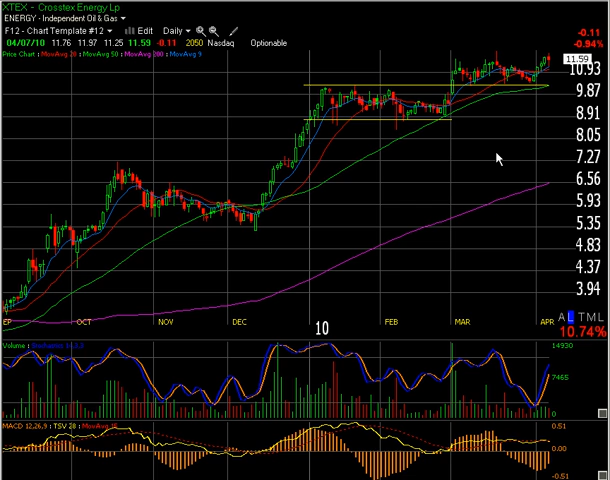 XTEX - Crosstex Energy Lp
ENERGY - Independent Oil & Gas
F12 - Chart Template #12 Edit Daily
04/07/10 11.76 11.97 11.25 11.59 -0.11 2050 Nasdaq Optionable
-0.11
-0.94%
Price Chart : MovAvg 20 : MovAvg 50 : MovAvg 200 : MovAvg 9
11.59
10.93
9.87
8.91
8.05
7.27
6.56
5.93
5.35
4.83
4.37
3.94
A L TML
10.74%
EP OCT NOV DEC 10 FEB MAR APR
Volume : Stochastics
14930
7465
0
MACD 12,26,9 : TSV 28 : MovAvg
0.51
0.00
-0.51